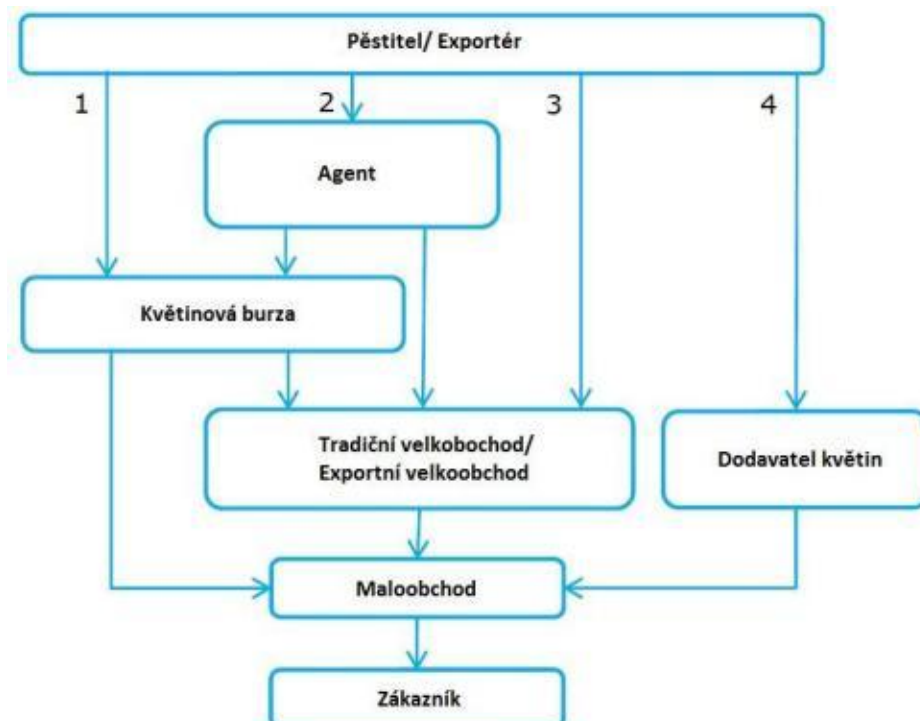 Pěstitel/ Exportér
1
2
3
4
Agent
Květinová burza
Tradiční velkobochod/
Exportní velkoobchod
Dodavatel květin
Maloobchod
Zákazník